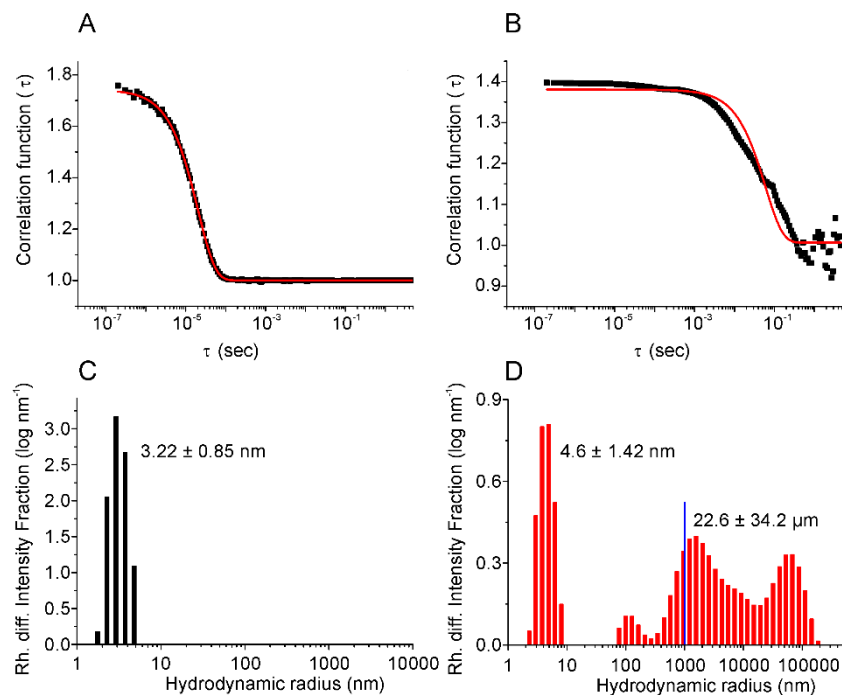 A
Correlation function ( τ )
1.8
1.6
1.4
1.2
1.0
10⁻⁷ 10⁻⁵ 10⁻³ 10⁻¹
τ (sec)
B
Correlation function (τ)
1.4
1.3
1.2
1.1
1.0
0.9
10⁻⁷ 10⁻⁵ 10⁻³ 10⁻¹
τ (sec)
C
Rh. diff. Intensity Fraction (log nm⁻¹)
3.0
2.5
2.0
1.5
1.0
0.5
0.0
3.22 ± 0.85 nm
1 10 100 1000 10000
Hydrodynamic radius (nm)
D
Rh. diff. Intensity Fraction (log nm⁻¹)
0.9
0.6
0.3
0.0
4.6 ± 1.42 nm
22.6 ± 34.2 µm
1 10 100 1000 10000 100000
Hydrodynamic radius (nm)